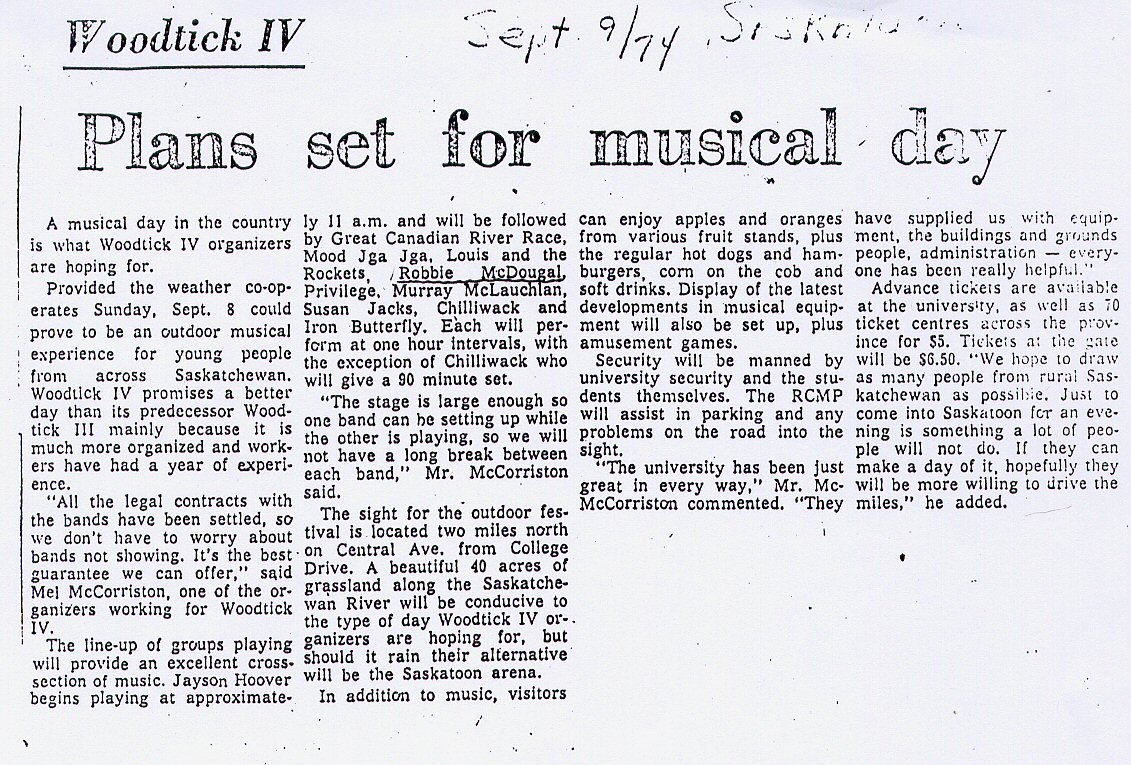 Woodtick IV
Sept. 9/74, Saskatoon
Plans set for musical day
A musical day in the country
is what Woodtick IV organizers
are hoping for.
Provided the weather co-op-
erates Sunday, Sept. 8 could
prove to be an outdoor musical
experience for young people
from across Saskatchewan.
Woodtick IV promises a better
day than its predecessor Wood-
tick III mainly because it is
much more organized and work-
ers have had a year of experi-
ence.
"All the legal contracts with
the bands have been settled, so
we don't have to worry about
bands not showing. It's the best
guarantee we can offer," said
Mel McCorriston, one of the or-
ganizers working for Woodtick
IV.
The line-up of groups playing
will provide an excellent cross-
section of music. Jayson Hoover
begins playing at approximate-
ly 11 a.m. and will be followed
by Great Canadian River Race,
Mood Jga Jga, Louis and the
Rockets, Robbie McDougal,
Privilege, Murray McLauchlan,
Susan Jacks, Chilliwack and
Iron Butterfly. Each will per-
form at one hour intervals, with
the exception of Chilliwack who
will give a 90 minute set.
"The stage is large enough so
one band can be setting up while
the other is playing, so we will
not have a long break between
each band," Mr. McCorriston
said.
The sight for the outdoor fes-
tival is located two miles north
on Central Ave. from College
Drive. A beautiful 40 acres of
grassland along the Saskatche-
wan River will be conducive to
the type of day Woodtick IV or-
ganizers are hoping for, but
should it rain their alternative
will be the Saskatoon arena.
In addition to music, visitors
can enjoy apples and oranges
from various fruit stands, plus
the regular hot dogs and ham-
burgers, corn on the cob and
soft drinks. Display of the latest
developments in musical equip-
ment will also be set up, plus
amusement games.
Security will be manned by
university security and the stu-
dents themselves. The RCMP
will assist in parking and any
problems on the road into the
sight.
"The university has been just
great in every way," Mr. Mc-
McCorriston commented. "They
have supplied us with equip-
ment, the buildings and grounds
people, administration — every-
one has been really helpful."
Advance tickets are available
at the university, as well as 70
ticket centres across the prov-
ince for $5. Tickets at the gate
will be $6.50. "We hope to draw
as many people from rural Sas-
katchewan as possible. Just to
come into Saskatoon for an eve-
ning is something a lot of peo-
ple will not do. If they can
make a day of it, hopefully they
will be more willing to drive the
miles," he added.